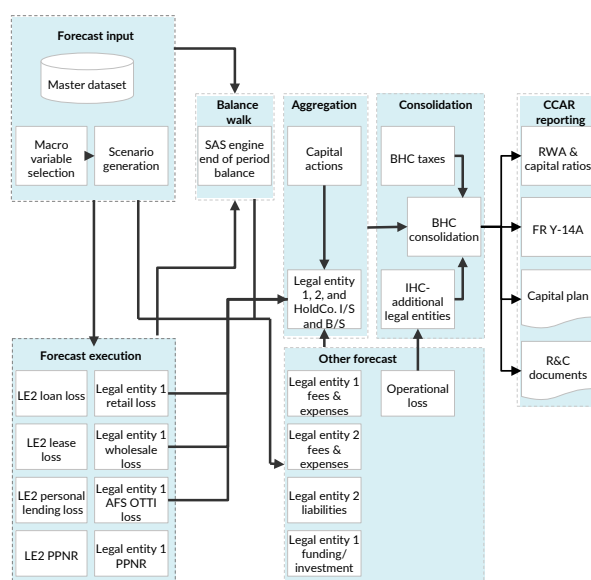 Forecast input
Master dataset
Macro
variable
selection
Scenario
generation
Balance
walk
SAS engine
end of period
balance
Aggregation
Capital
actions
Legal entity
1, 2, and
HoldCo. I/S
and B/S
Consolidation
BHC taxes
BHC
consolidation
IHC-
additional
legal entities
CCAR
reporting
RWA &
capital ratios
FR Y-14A
Capital plan
R&C
documents
Forecast execution
LE2 loan loss
Legal entity 1
retail loss
LE2 lease
loss
Legal entity 1
wholesale
loss
LE2 personal
lending loss
Legal entity 1
AFS OTTI
loss
LE2 PPNR
Legal entity 1
PPNR
Other forecast
Legal entity 1
fees &
expenses
Operational
loss
Legal entity 2
fees &
expenses
Legal entity 2
liabilities
Legal entity 1
funding/
investment